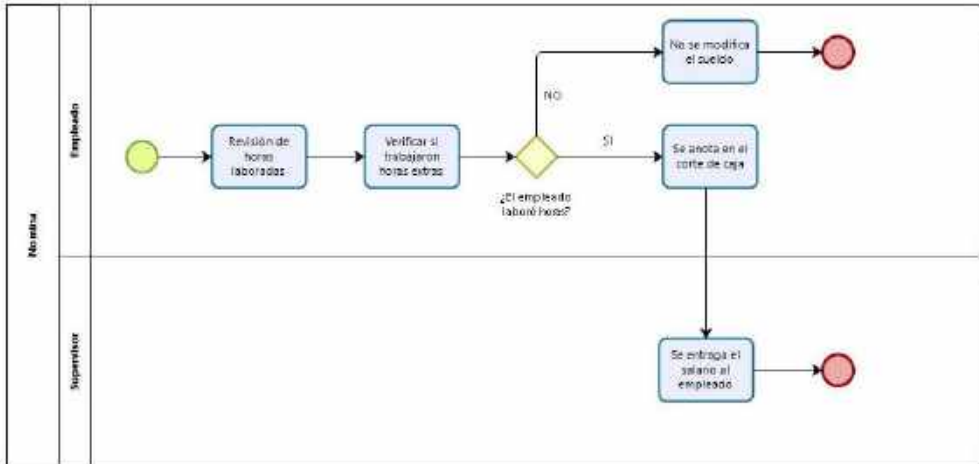 Nomina
Empleado
Supervisor
Revisión de
horas
laboradas
Verificar si
trabajaron
horas extras
¿El empleado
laboró horas?
NO
SI
No se modifica
el sueldo
Se anota en el
corte de caja
Se entrega el
salario al
empleado